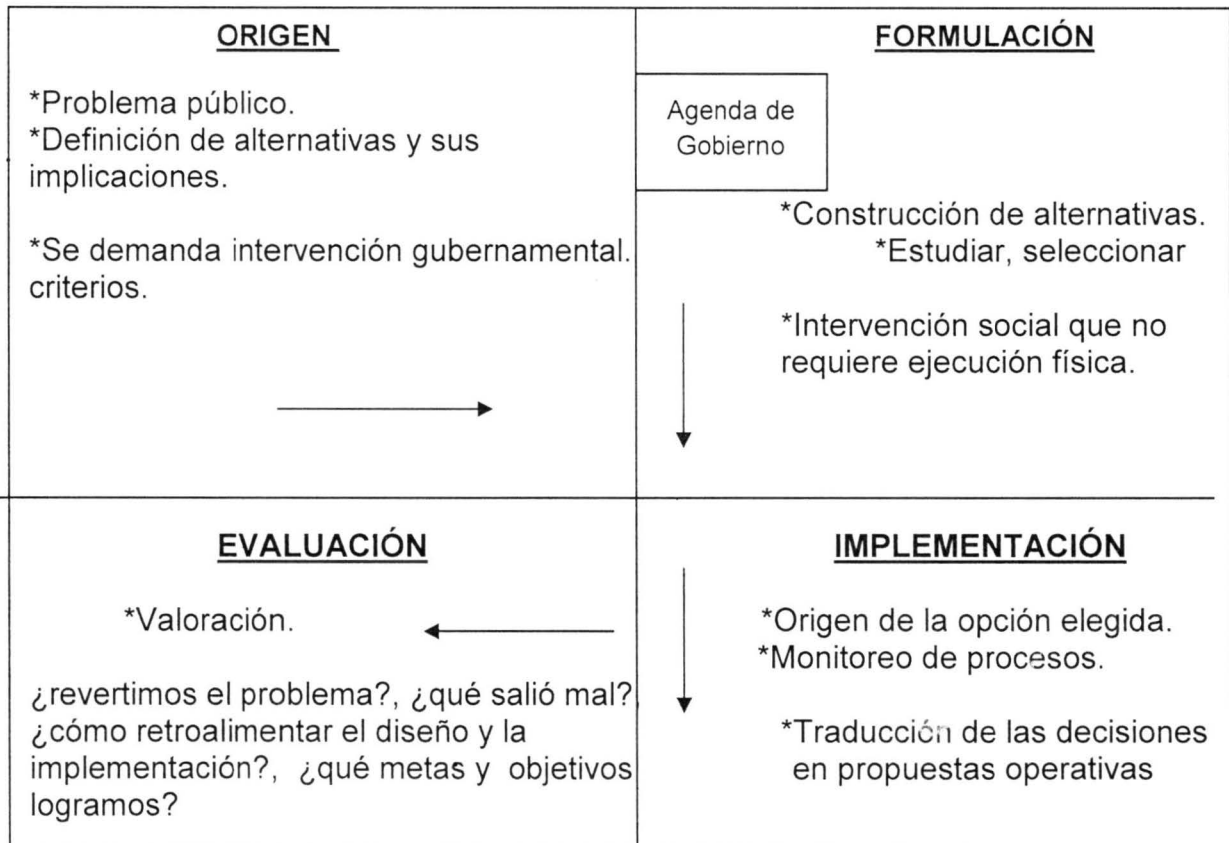 ORIGEN
*Problema público.
*Definición de alternativas y sus
implicaciones.
*Se demanda intervención gubernamental.
criterios.
FORMULACIÓN
Agenda de
Gobierno
*Construcción de alternativas.
*Estudiar, seleccionar
*Intervención social que no
requiere ejecución física.
EVALUACIÓN
*Valoración.
¿revertimos el problema?, ¿qué salió mal?
¿cómo retroalimentar el diseño y la
implementación?, ¿qué metas y objetivos
logramos?
IMPLEMENTACIÓN
*Origen de la opción elegida.
*Monitoreo de procesos.
*Traducción de las decisiones
en propuestas operativas